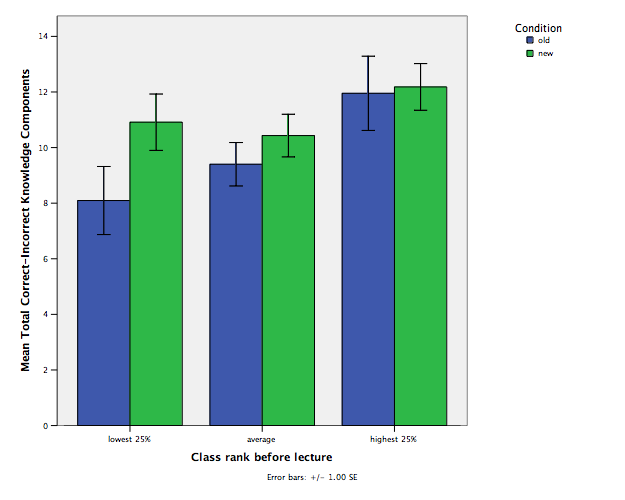 Condition
old
new
Mean Total Correct-Incorrect Knowledge Components
14
12
10
8
6
4
2
0
lowest 25%
average
highest 25%
Class rank before lecture
Error bars: +/- 1.00 SE